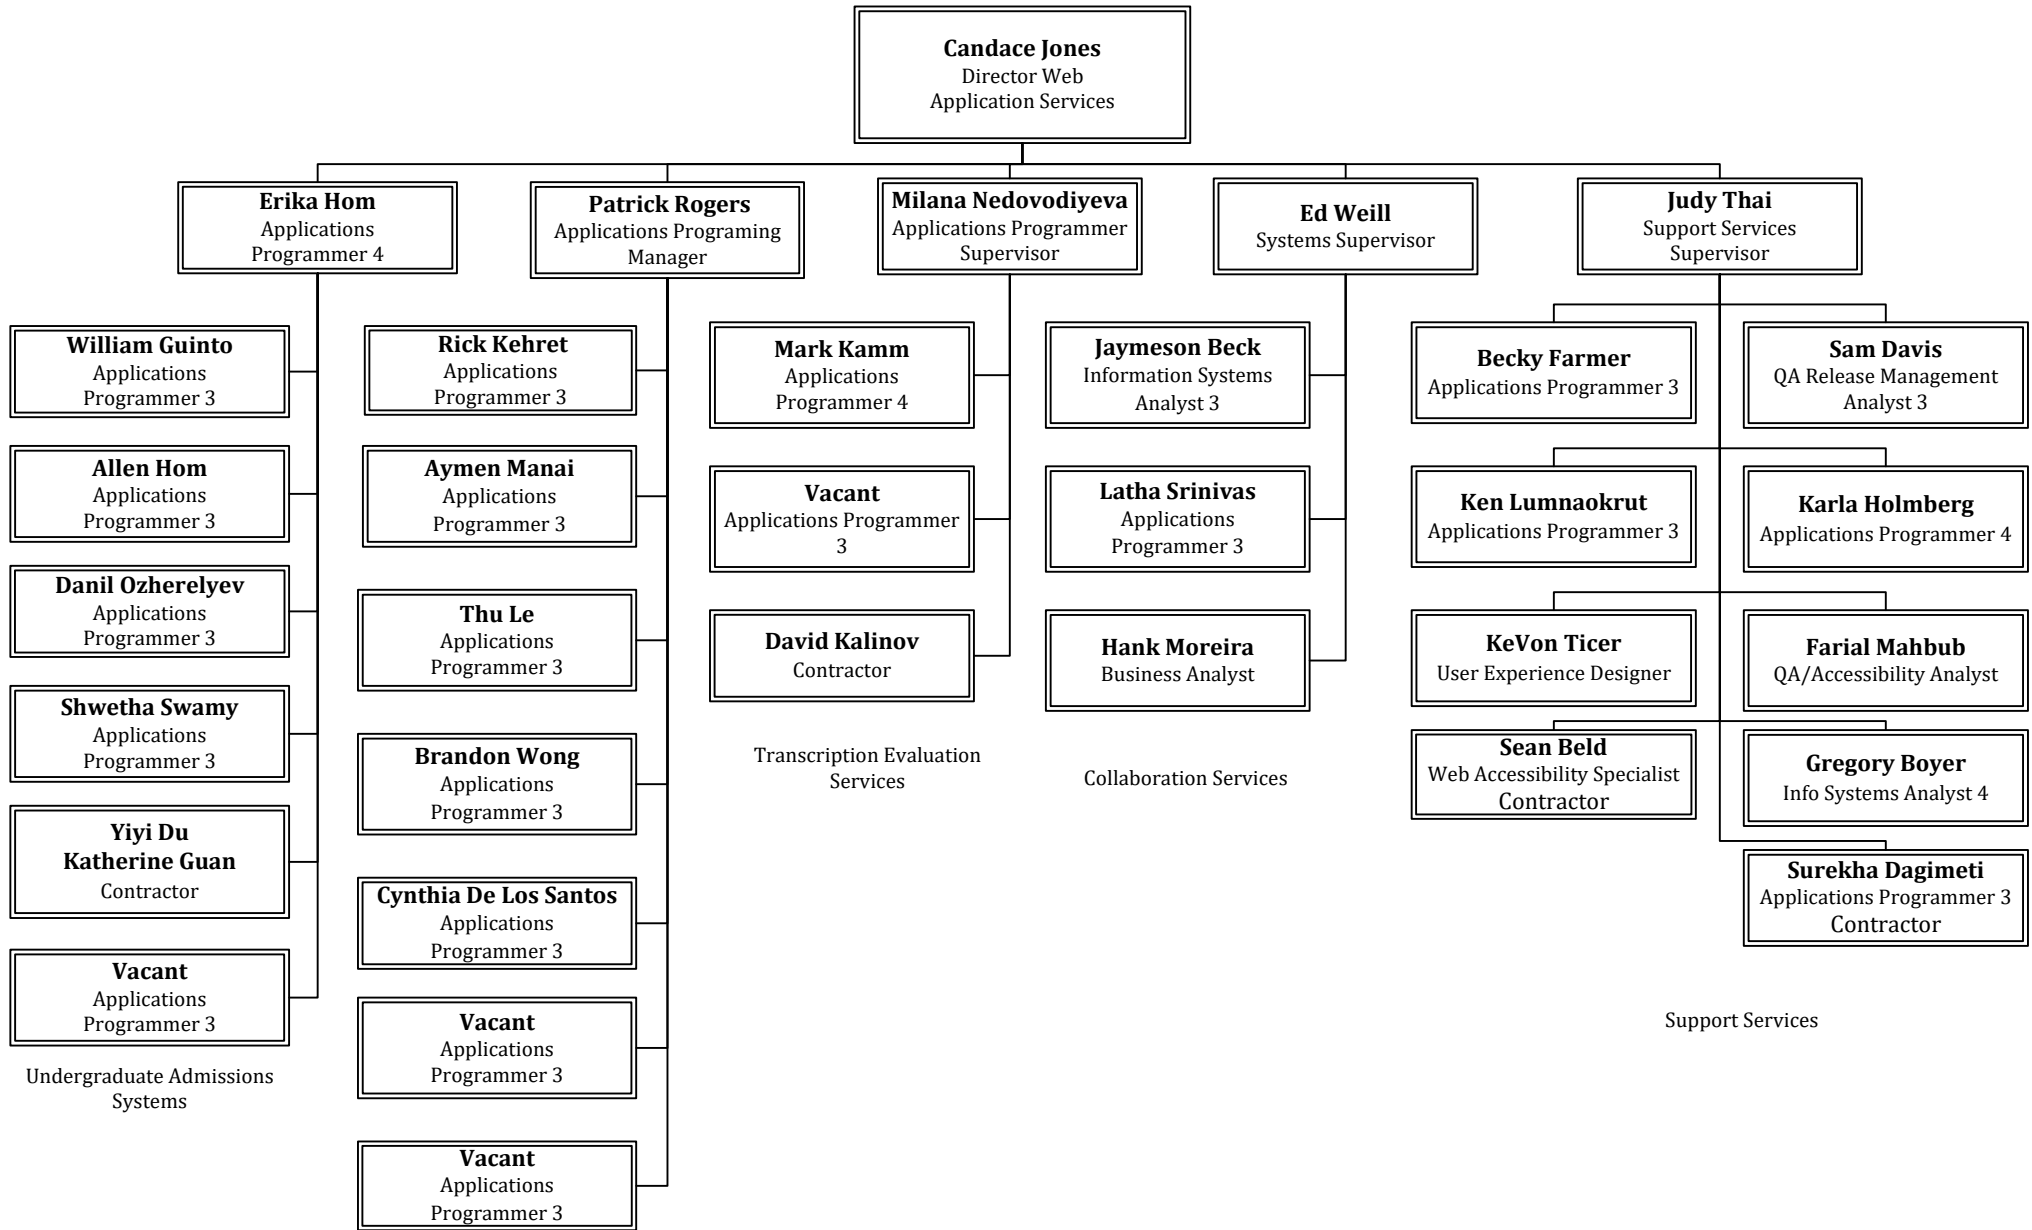 Candace Jones
Director Web
Application Services
Erika Hom
Applications
Programmer 4
Patrick Rogers
Applications Programing
Manager
Milana Nedovodiyeva
Applications Programmer
Supervisor
Ed Weill
Systems Supervisor
Judy Thai
Support Services
Supervisor
William Guinto
Applications
Programmer 3
Allen Hom
Applications
Programmer 3
Danil Ozherelyev
Applications
Programmer 3
Shwetha Swamy
Applications
Programmer 3
Yiyi Du
Katherine Guan
Contractor
Vacant
Applications
Programmer 3
Undergraduate Admissions
Systems
Rick Kehret
Applications
Programmer 3
Aymen Manai
Applications
Programmer 3
Thu Le
Applications
Programmer 3
Brandon Wong
Applications
Programmer 3
Cynthia De Los Santos
Applications
Programmer 3
Vacant
Applications
Programmer 3
Vacant
Applications
Programmer 3
Mark Kamm
Applications
Programmer 4
Vacant
Applications Programmer
3
David Kalinov
Contractor
Transcription Evaluation
Services
Jaymeson Beck
Information Systems
Analyst 3
Latha Srinivas
Applications
Programmer 3
Hank Moreira
Business Analyst
Collaboration Services
Becky Farmer
Applications Programmer 3
Sam Davis
QA Release Management
Analyst 3
Ken Lumnaokrut
Applications Programmer 3
Karla Holmberg
Applications Programmer 4
KeVon Ticer
User Experience Designer
Farial Mahbub
QA/Accessibility Analyst
Sean Beld
Web Accessibility Specialist
Contractor
Gregory Boyer
Info Systems Analyst 4
Surekha Dagimeti
Applications Programmer 3
Contractor
Support Services